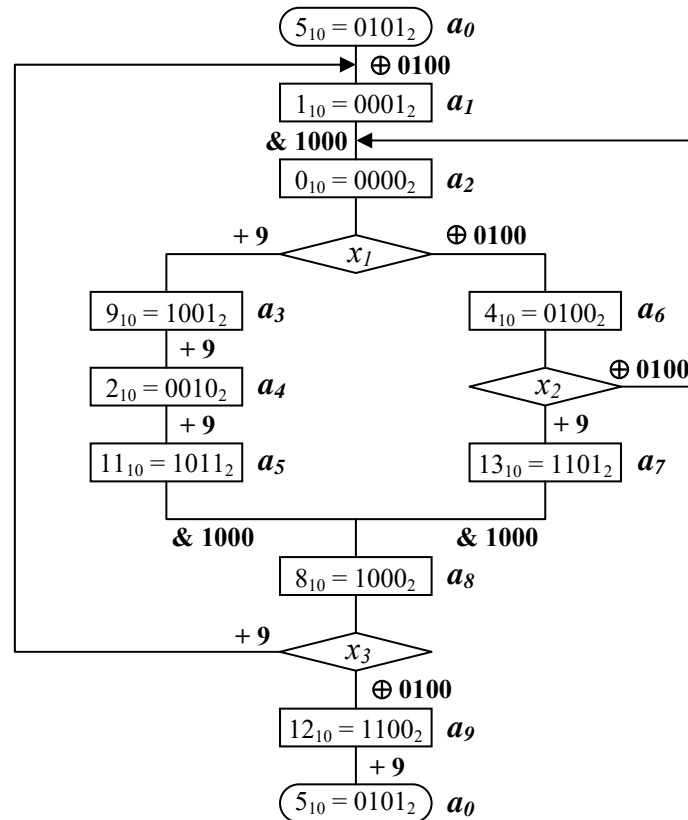 5₁₀ = 0101₂ a₀
⊕ 0100
1₁₀ = 0001₂ a₁
& 1000
0₁₀ = 0000₂ a₂
+ 9 x₁ ⊕ 0100
9₁₀ = 1001₂ a₃ 4₁₀ = 0100₂ a₆
+ 9 ⊕ 0100
2₁₀ = 0010₂ a₄ x₂
+ 9 + 9
11₁₀ = 1011₂ a₅ 13₁₀ = 1101₂ a₇
& 1000 & 1000
8₁₀ = 1000₂ a₈
+ 9 x₃
⊕ 0100
12₁₀ = 1100₂ a₉
+ 9
5₁₀ = 0101₂ a₀